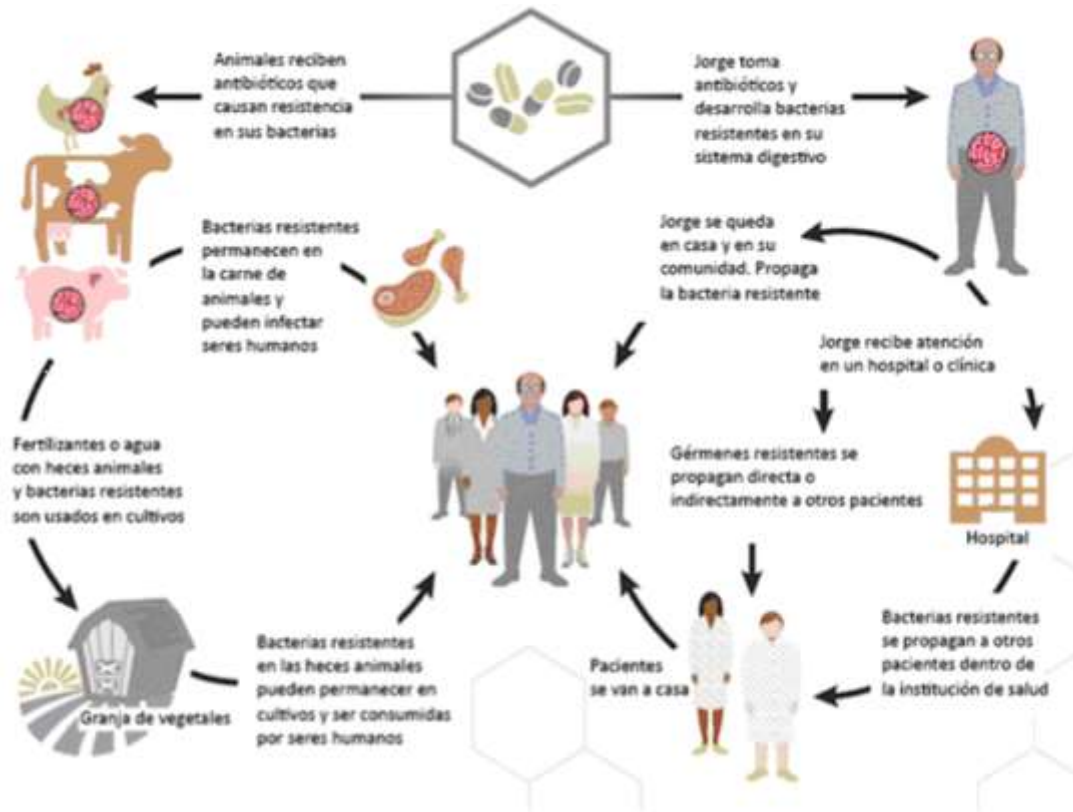 Animales reciben
antibióticos que
causan resistencia
en sus bacterias
Jorge toma
antibióticos y
desarrolla bacterias
resistentes en su
sistema digestivo
Bacterias resistentes
permanecen en
la carne de
animales y
pueden infectar
seres humanos
Jorge se queda
en casa y en su
comunidad. Propaga
la bacteria resistente
Jorge recibe atención
en un hospital o clínica
Fertilizantes o agua
con heces animales
y bacterias resistentes
son usados en cultivos
Gérmenes resistentes se
propagan directa o
indirectamente a otros pacientes
Hospital
Granja de vegetales
Bacterias resistentes
en las heces animales
pueden permanecer en
cultivos y ser consumidas
por seres humanos
Pacientes
se van a casa
Bacterias resistentes
se propagan a otros
pacientes dentro de
la institución de salud